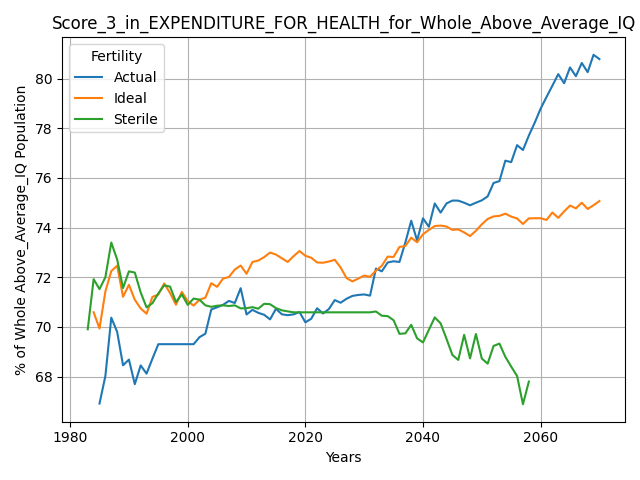 Score_3_in_EXPENDITURE_FOR_HEALTH_for_Whole_Above_Average_IQ
Fertility
Actual
Ideal
Sterile
% of Whole Above_Average_IQ Population
80
78
76
74
72
70
68
1980
2000
2020
2040
2060
Years